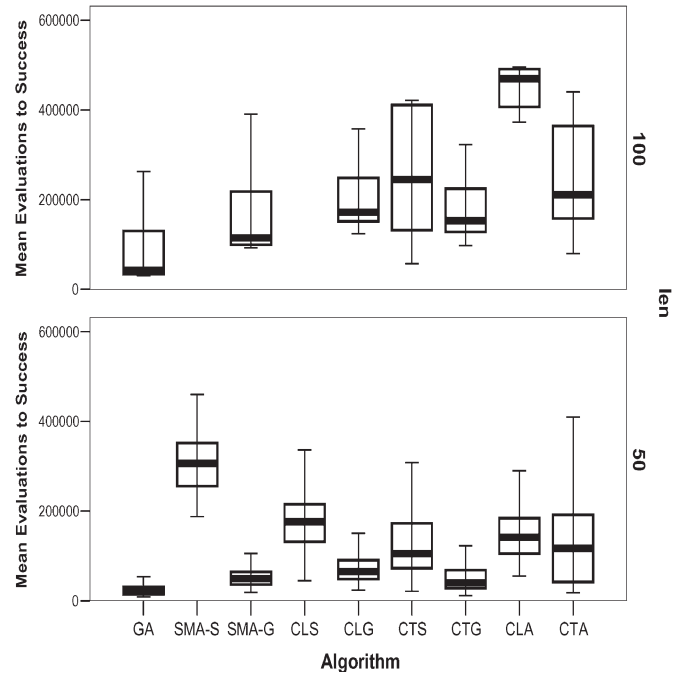 Mean Evaluations to Success
600000
400000
200000
0
100
len
Mean Evaluations to Success
600000
400000
200000
0
50
GA SMA-S SMA-G CLS CLG CTS CTG CLA CTA
Algorithm